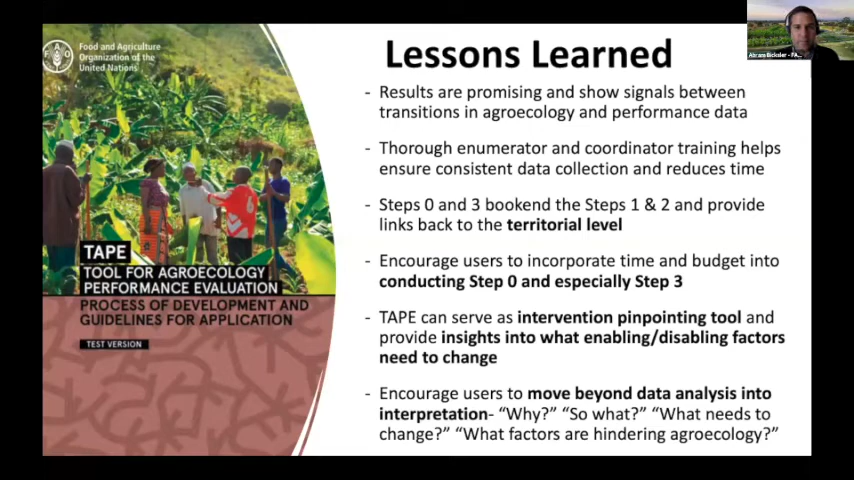 F A O
Food and Agriculture
Organization of the
United Nations
TAPE
TOOL FOR AGROECOLOGY
PERFORMANCE EVALUATION
PROCESS OF DEVELOPMENT AND
GUIDELINES FOR APPLICATION
TEST VERSION
Lessons Learned
- Results are promising and show signals between
transitions in agroecology and performance data
- Thorough enumerator and coordinator training helps
ensure consistent data collection and reduces time
- Steps 0 and 3 bookend the Steps 1 & 2 and provide
links back to the territorial level
- Encourage users to incorporate time and budget into
conducting Step 0 and especially Step 3
- TAPE can serve as intervention pinpointing tool and
provide insights into what enabling/disabling factors
need to change
- Encourage users to move beyond data analysis into
interpretation- “Why?” “So what?” “What needs to
change?” “What factors are hindering agroecology?”
Abram Bicksler - FA...